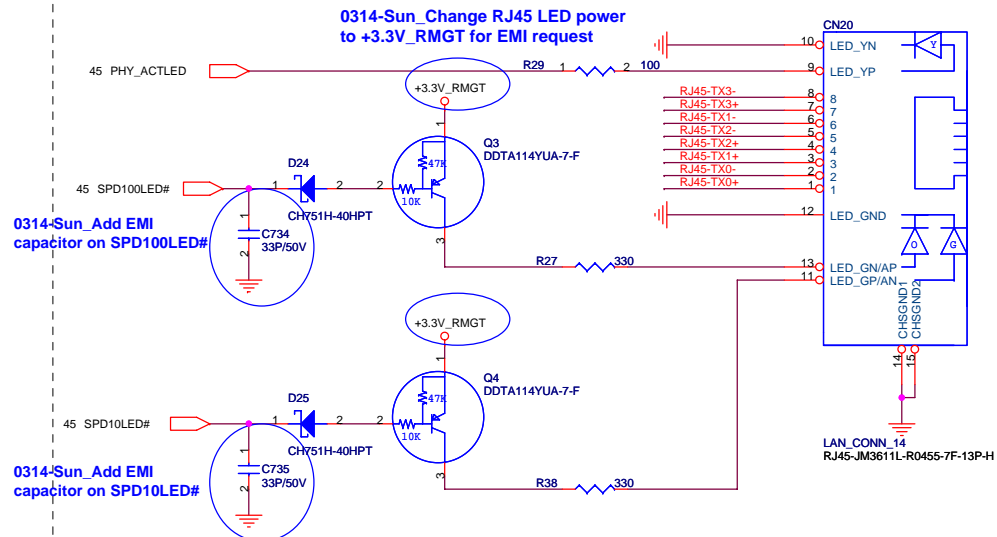 0314-Sun_Change RJ45 LED power
to +3.3V_RMGT for EMI request
CN20
10 LED_YN
Y
45 PHY_ACTLED
R29 1 2 100
9 LED_YP
+3.3V_RMGT
RJ45-TX3- 8 8
RJ45-TX3+ 7 7
RJ45-TX1- 6 6
RJ45-TX2- 5 5
RJ45-TX2+ 4 4
RJ45-TX1+ 3 3
RJ45-TX0- 2 2
RJ45-TX0+ 1 1
1
Q3
DDTA114YUA-7-F
47K
D24
45 SPD100LED#
1 2 2
10K
CH751H-40HPT
12 LED_GND
0314-Sun_Add EMI
capacitor on SPD100LED#
1
C734
33P/50V
2
3
O G
R27 330
13 LED_GN/AP
11 LED_GP/AN
CHSGND1
CHSGND2
+3.3V_RMGT
1
14
15
Q4
DDTA114YUA-7-F
47K
D25
45 SPD10LED#
1 2 2
10K
CH751H-40HPT
LAN_CONN_14
RJ45-JM3611L-R0455-7F-13P-H
0314-Sun_Add EMI
capacitor on SPD10LED#
1
C735
33P/50V
2
3
R38 330